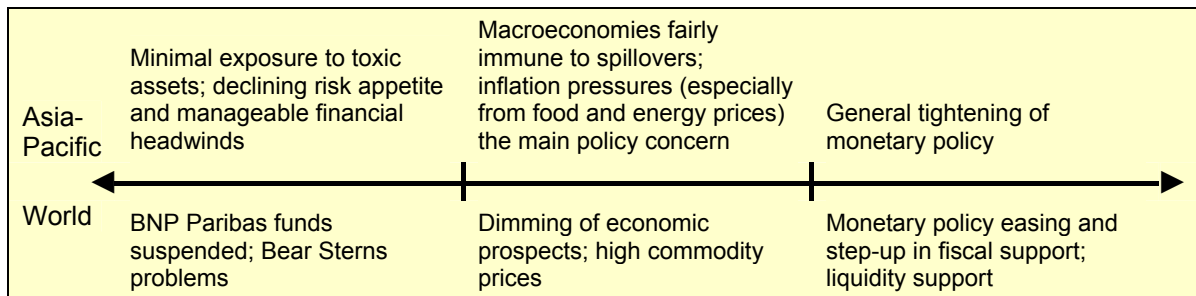 Asia-
Pacific
Minimal exposure to toxic
assets; declining risk appetite
and manageable financial
headwinds
Macroeconomies fairly
immune to spillovers;
inflation pressures (especially
from food and energy prices)
the main policy concern
General tightening of
monetary policy
World
BNP Paribas funds
suspended; Bear Sterns
problems
Dimming of economic
prospects; high commodity
prices
Monetary policy easing and
step-up in fiscal support;
liquidity support